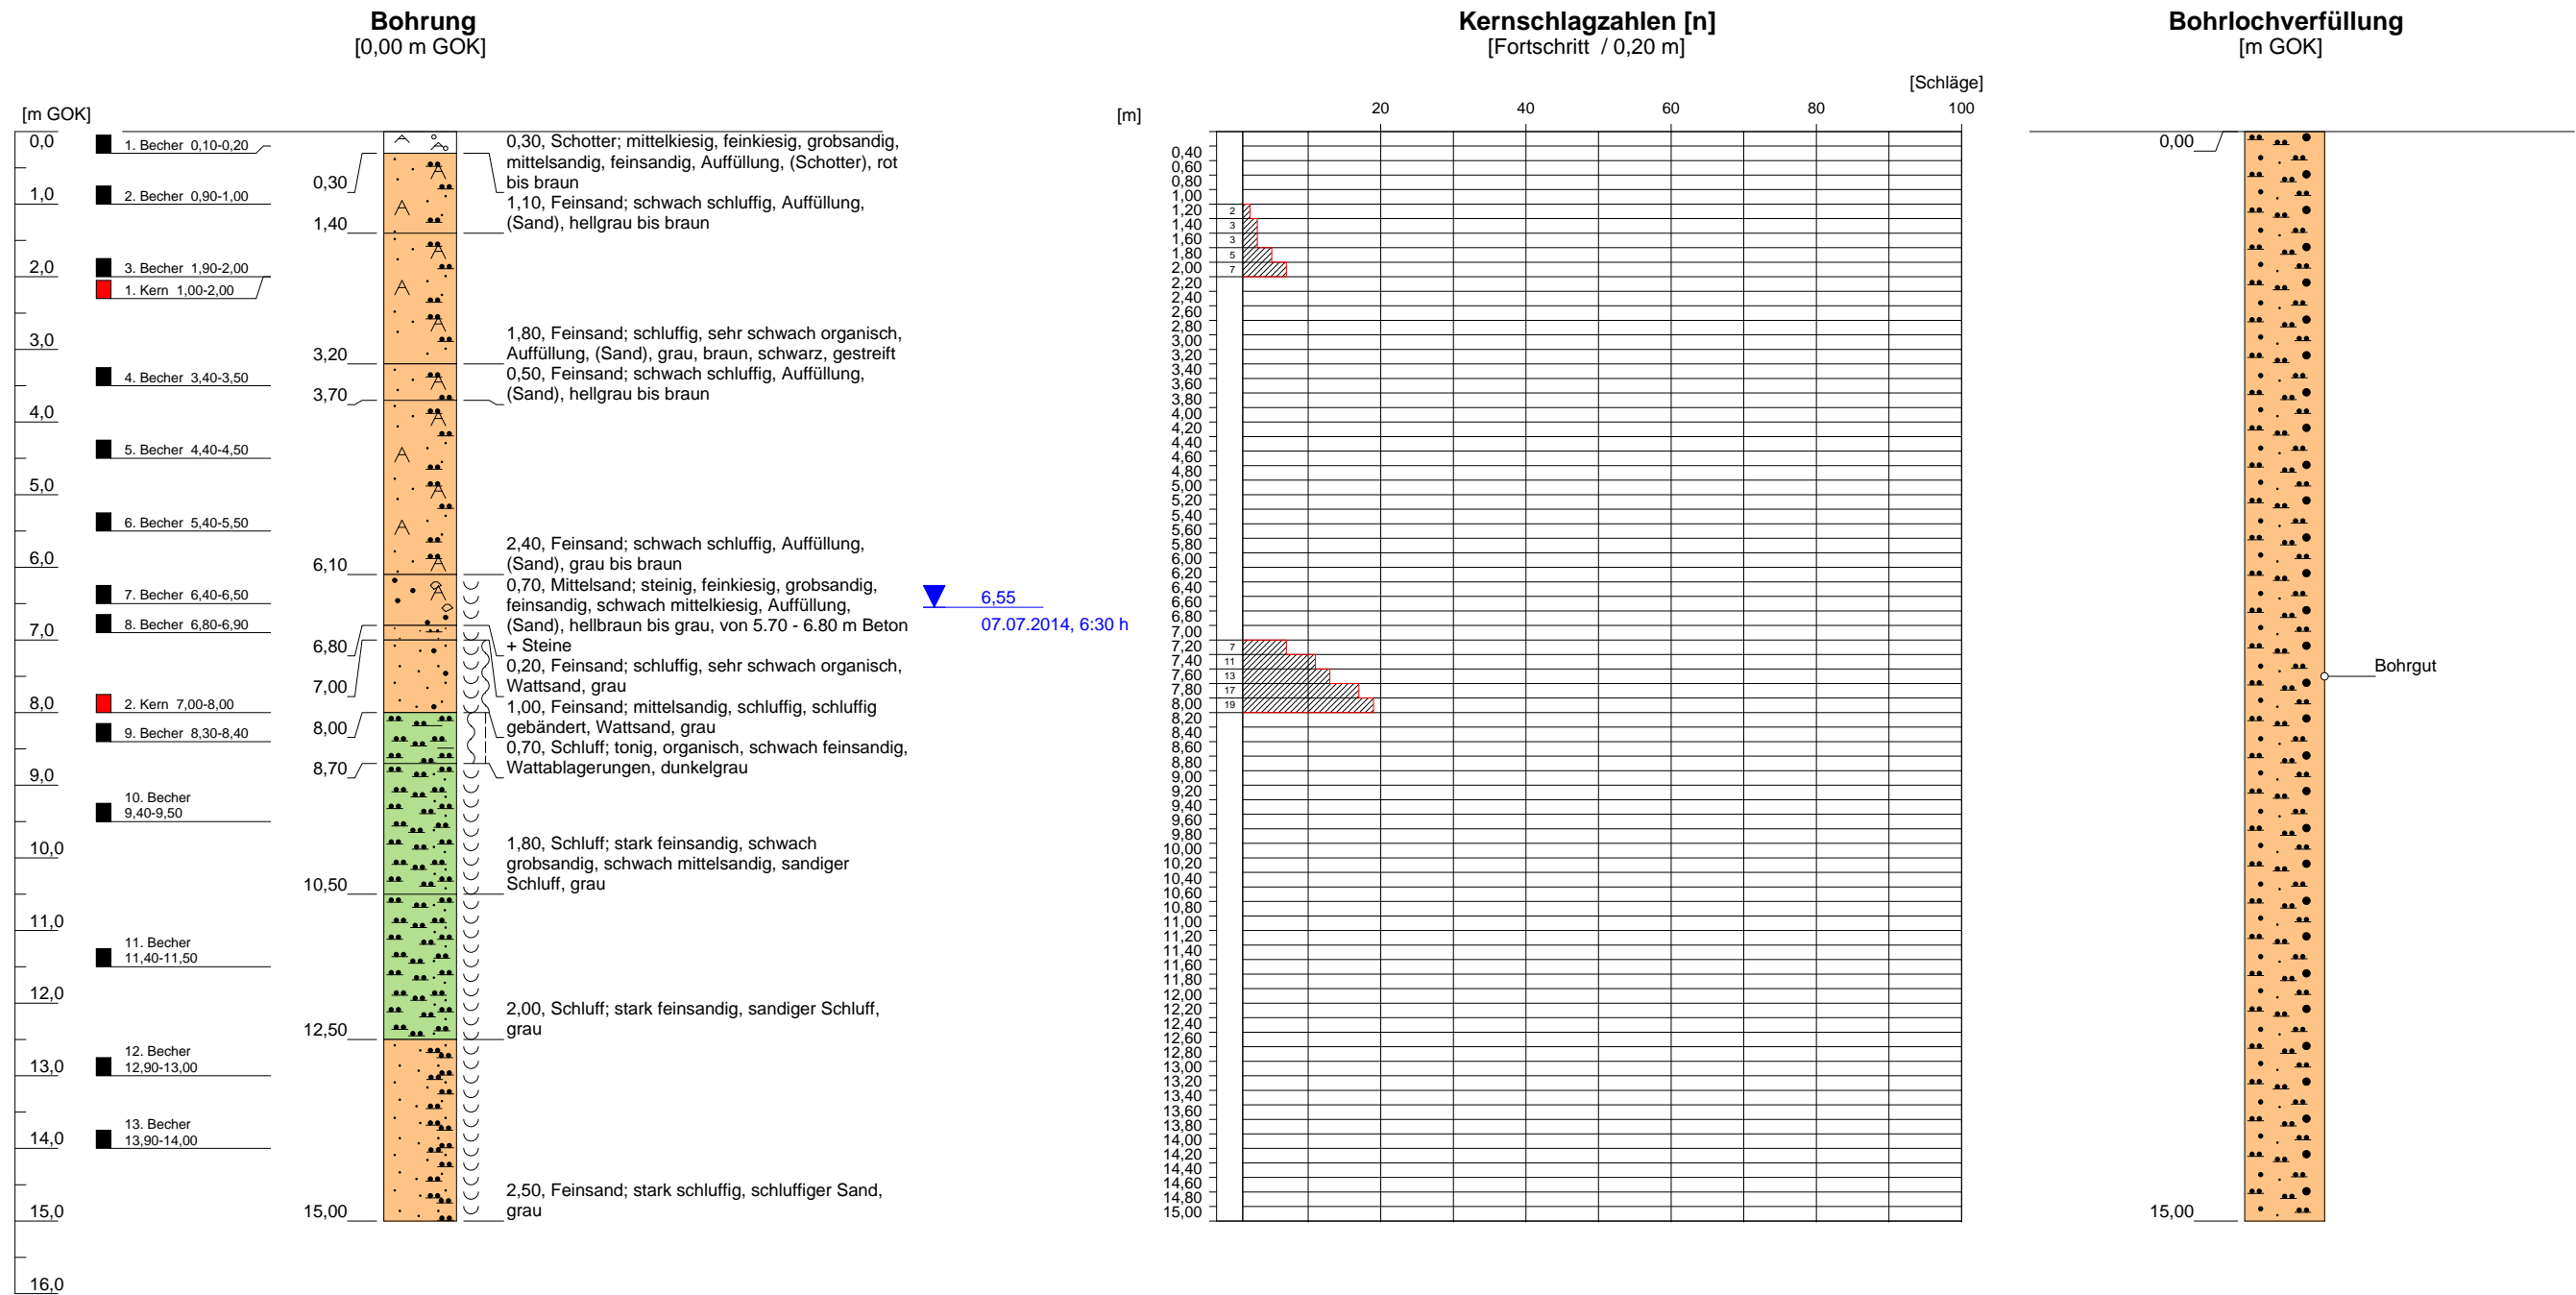 Bohrung
[0,00 m GOK]
[m GOK]
0,0
1,0
2,0
3,0
4,0
5,0
6,0
7,0
8,0
9,0
10,0
11,0
12,0
13,0
14,0
15,0
16,0
1. Becher 0,10-0,20
2. Becher 0,90-1,00
3. Becher 1,90-2,00
1. Kern 1,00-2,00
4. Becher 3,40-3,50
5. Becher 4,40-4,50
6. Becher 5,40-5,50
7. Becher 6,40-6,50
8. Becher 6,80-6,90
2. Kern 7,00-8,00
9. Becher 8,30-8,40
10. Becher
9,40-9,50
11. Becher
11,40-11,50
12. Becher
12,90-13,00
13. Becher
13,90-14,00
0,30
1,40
3,20
3,70
6,10
6,80
7,00
8,00
8,70
10,50
12,50
15,00
0,30, Schotter; mittelkiesig, feinkiesig, grobsandig,
mittelsandig, feinsandig, Auffüllung, (Schotter), rot
bis braun
1,10, Feinsand; schwach schluffig, Auffüllung,
(Sand), hellgrau bis braun
1,80, Feinsand; schluffig, sehr schwach organisch,
Auffüllung, (Sand), grau, braun, schwarz, gestreift
0,50, Feinsand; schwach schluffig, Auffüllung,
(Sand), hellgrau bis braun
2,40, Feinsand; schwach schluffig, Auffüllung,
(Sand), grau bis braun
0,70, Mittelsand; steinig, feinkiesig, grobsandig,
feinsandig, schwach mittelkiesig, Auffüllung,
(Sand), hellbraun bis grau, von 5.70 - 6.80 m Beton
+ Steine
0,20, Feinsand; schluffig, sehr schwach organisch,
Wattsand, grau
1,00, Feinsand; mittelsandig, schluffig, schluffig
gebändert, Wattsand, grau
0,70, Schluff; tonig, organisch, schwach feinsandig,
Wattablagerungen, dunkelgrau
1,80, Schluff; stark feinsandig, schwach
grobsandig, schwach mittelsandig, sandiger
Schluff, grau
2,00, Schluff; stark feinsandig, sandiger Schluff,
grau
2,50, Feinsand; stark schluffig, schluffiger Sand,
grau
6,55
07.07.2014, 6:30 h
Kernschlagzahlen [n]
[Fortschritt / 0,20 m]
[Schläge]
[m]
20 40 60 80 100
0,40
0,60
0,80
1,00
1,20
1,40
1,60
1,80
2,00
2,20
2,40
2,60
2,80
3,00
3,20
3,40
3,60
3,80
4,00
4,20
4,40
4,60
4,80
5,00
5,20
5,40
5,60
5,80
6,00
6,20
6,40
6,60
6,80
7,00
7,20
7,40
7,60
7,80
8,00
8,20
8,40
8,60
8,80
9,00
9,20
9,40
9,60
9,80
10,00
10,20
10,40
10,60
10,80
11,00
11,20
11,40
11,60
11,80
12,00
12,20
12,40
12,60
12,80
13,00
13,20
13,40
13,60
13,80
14,00
14,20
14,40
14,60
14,80
15,00
2
3
3
5
7
7
11
13
17
19
Bohrlochverfüllung
[m GOK]
0,00
Bohrgut
15,00